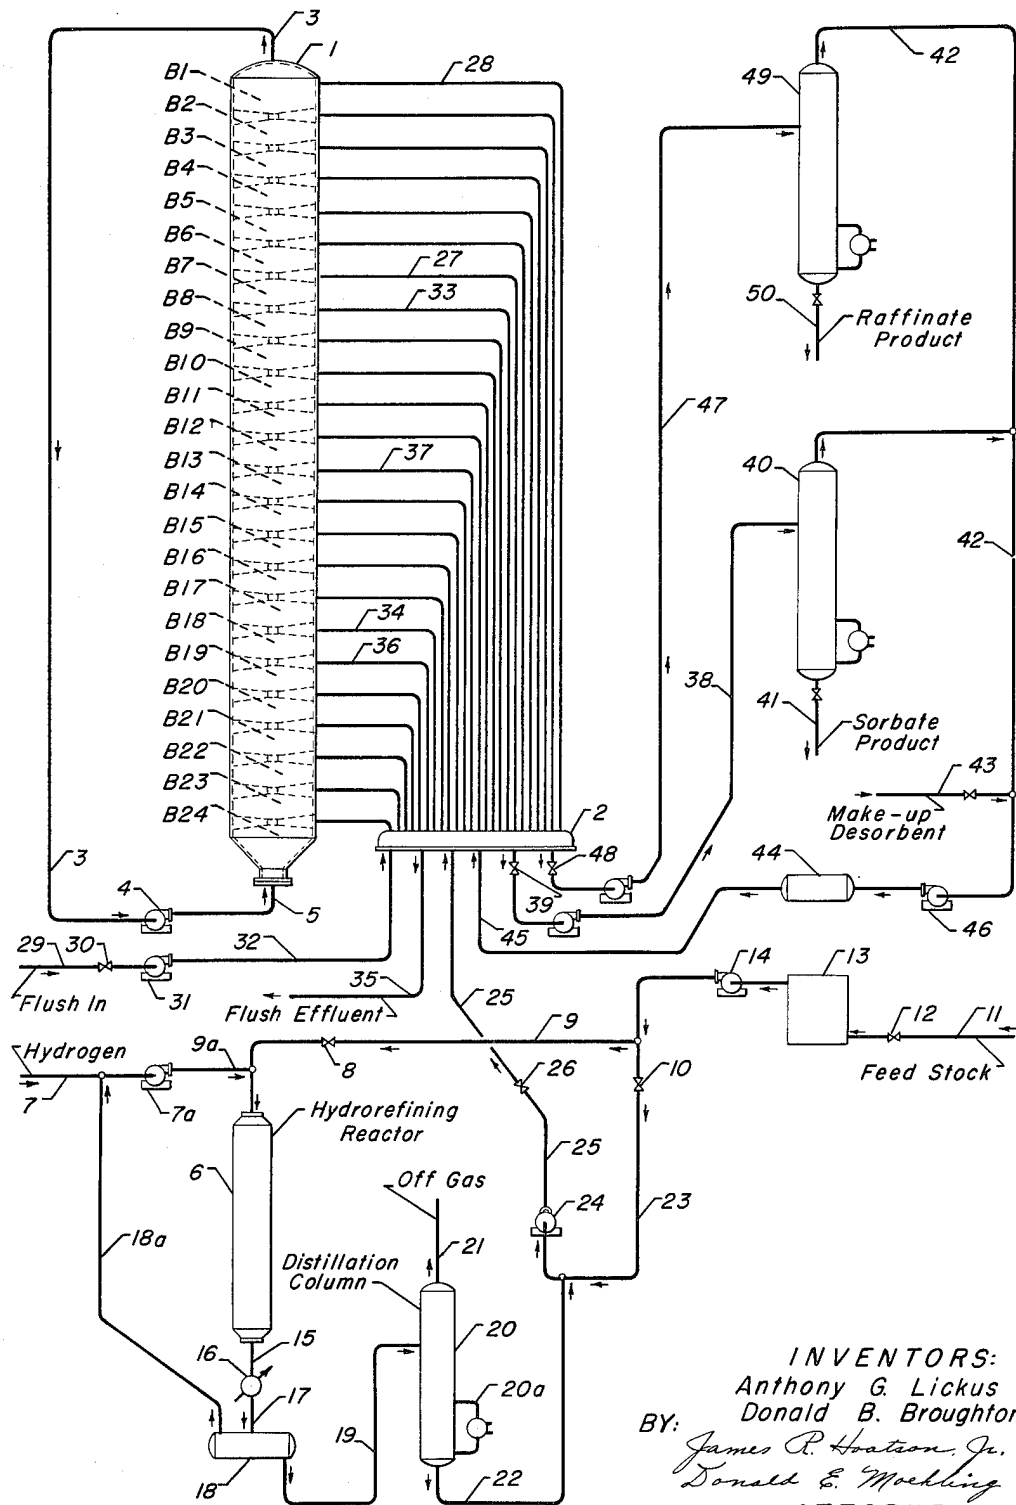 3
1
28
42
B1
B2
B3
B4
B5
B6
B7
B8
B9
B10
B11
B12
B13
B14
B15
B16
B17
B18
B19
B20
B21
B22
B23
B24
27
33
37
34
36
49
50
Raffinate
Product
47
40
42
38
41
Sorbate
Product
43
Make-up
Desorbent
2
48
44
3
4
5
39
45
46
29
30
31
32
Flush In
35
Flush Effluent
25
14
13
9
12
11
Feed Stock
Hydrogen
9a
7
7a
8
26
10
Hydrorefining
Reactor
6
25
Off Gas
24
23
18a
21
Distillation
Column
15
16
20
17
20a
19
18
22
INVENTORS:
Anthony G. Lickus
Donald B. Broughton
BY:
James R. Hoatson, Jr.
Donald E. Moehling